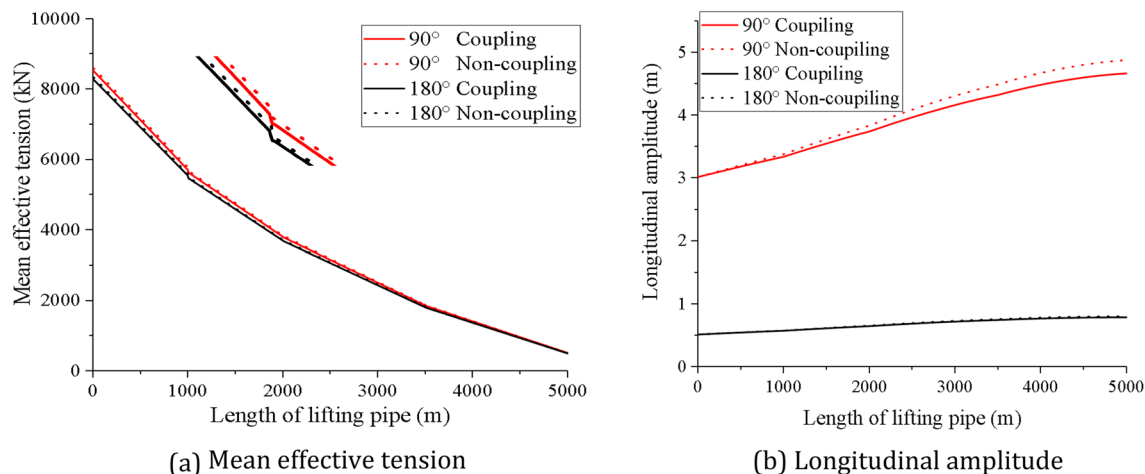 Mean effective tension (kN)
10000
8000
6000
4000
2000
0
0
1000
2000
3000
4000
5000
Length of lifting pipe (m)
90° Coupling
90° Non-coupling
180° Coupling
180° Non-coupling
(a) Mean effective tension
Longitudinal amplitude (m)
5
4
3
2
1
0
0
1000
2000
3000
4000
5000
Length of lifting pipe (m)
90° Coupiling
90° Non-coupiling
180° Coupiling
180° Non-coupiling
(b) Longitudinal amplitude